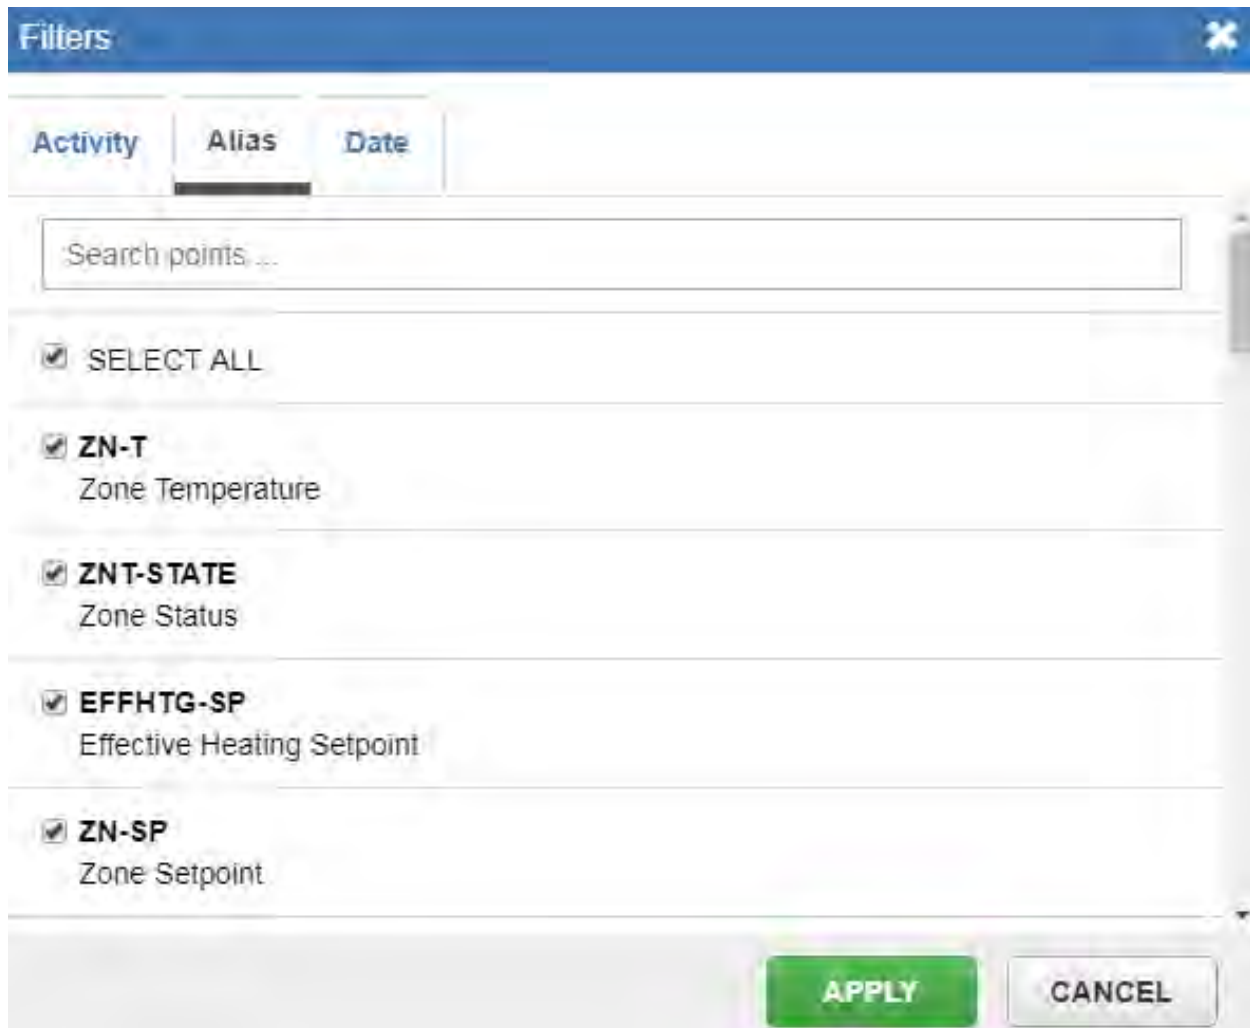 Filters
Activity Alias Date
Search points ...
SELECT ALL
ZN-T
Zone Temperature
ZNT-STATE
Zone Status
EFFHTG-SP
Effective Heating Setpoint
ZN-SP
Zone Setpoint
APPLY CANCEL